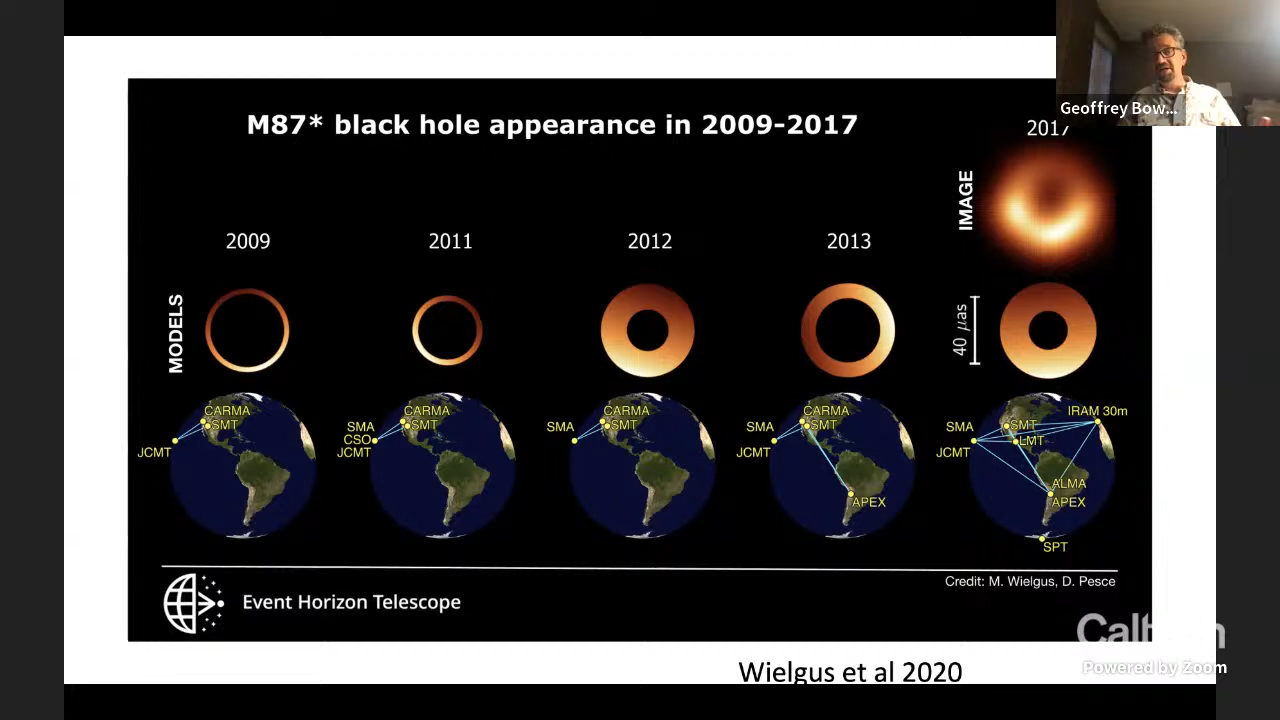 M87* black hole appearance in 2009-2017
Geoffrey Bow...
2017
IMAGE
2009
2011
2012
2013
MODELS
40 μas
CARMA
SMT
JCMT
SMA
CSO
JCMT
CARMA
SMT
SMA
CARMA
SMT
SMA
JCMT
CARMA
SMT
APEX
SMA
JCMT
SMT
LMT
IRAM 30m
ALMA
APEX
SPT
Credit: M. Wielgus, D. Pesce
Event Horizon Telescope
Powered by Zoom
Wielgus et al 2020